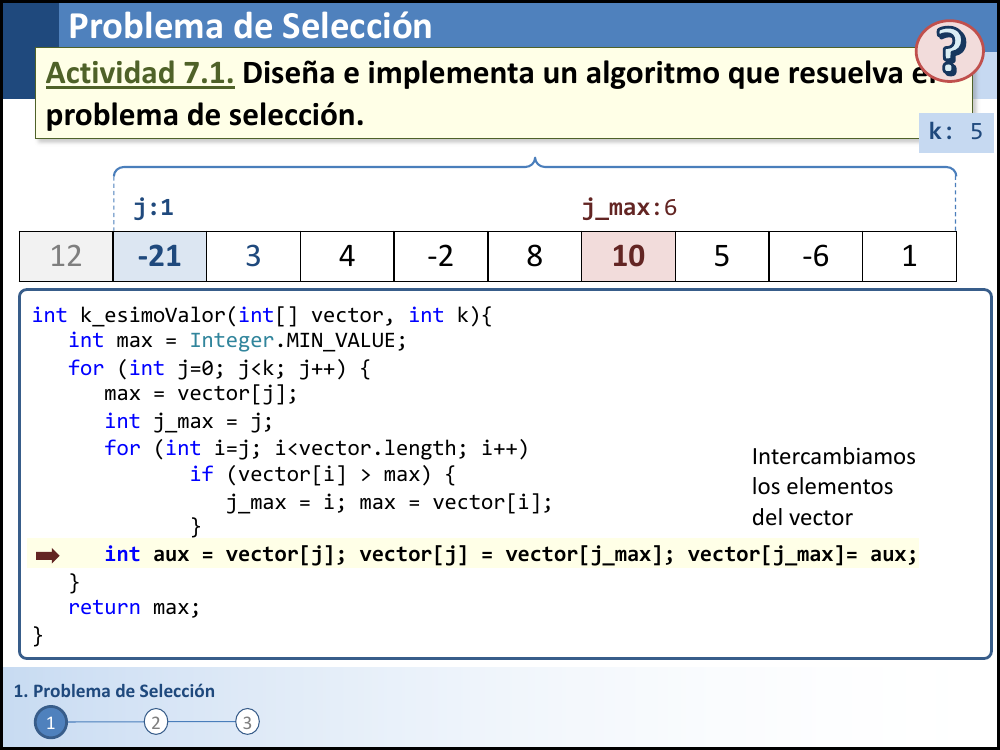 Problema de Selección
?
Actividad 7.1. Diseña e implementa un algoritmo que resuelva el
problema de selección.
k: 5
j:1 j_max:6
12 -21 3 4 -2 8 10 5 -6 1
int k_esimoValor(int[] vector, int k){
int max = Integer.MIN_VALUE;
for (int j=0; j<k; j++) {
max = vector[j];
int j_max = j;
for (int i=j; i<vector.length; i++)
if (vector[i] > max) {
j_max = i; max = vector[i];
}
Intercambiamos
los elementos
del vector
int aux = vector[j]; vector[j] = vector[j_max]; vector[j_max]= aux;
}
return max;
}
1. Problema de Selección
1 2 3